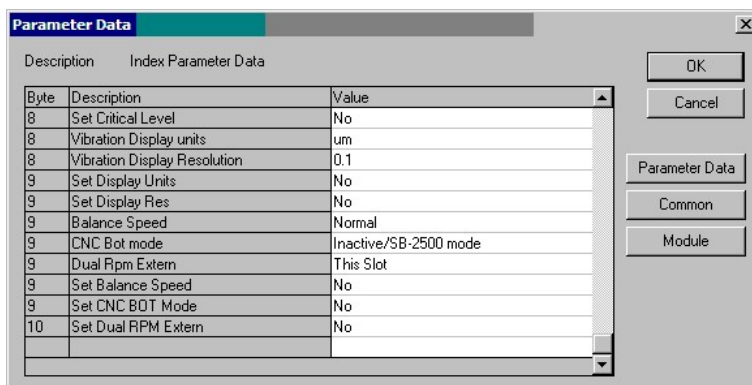 Parameter Data
Description Index Parameter Data
OK
Cancel
Parameter Data
Common
Module
Byte Description Value
8 Set Critical Level No
8 Vibration Display units um
8 Vibration Display Resolution 0.1
9 Set Display Units No
9 Set Display Res No
9 Balance Speed Normal
9 CNC Bot mode Inactive/SB-2500 mode
9 Dual Rpm Extern This Slot
9 Set Balance Speed No
9 Set CNC BOT Mode No
10 Set Dual RPM Extern No